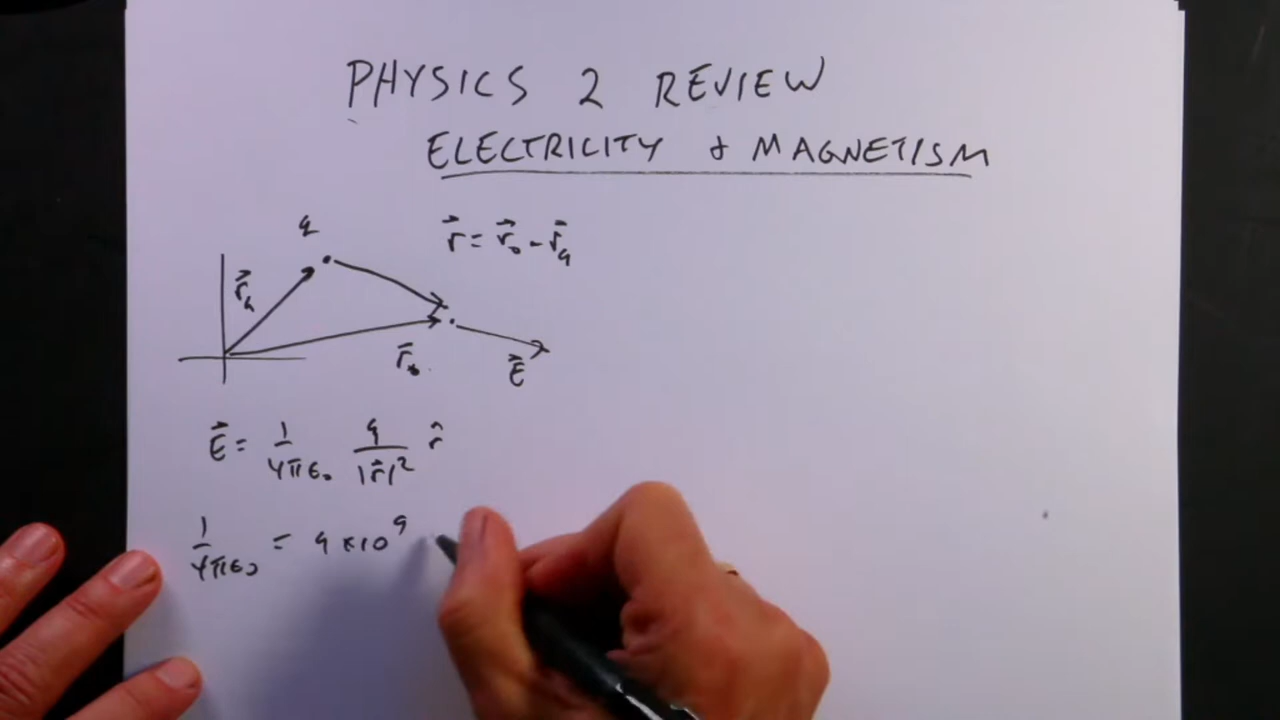 PHYSICS 2 REVIEW
ELECTRICITY & MAGNETISM
q
r⃗ = r⃗₀ - r⃗q
r⃗q
r⃗₀
E⃗
E⃗ = 1/4πϵ₀ q/|r⃗|² r̂
1/4πϵ₀ = 9×10⁹